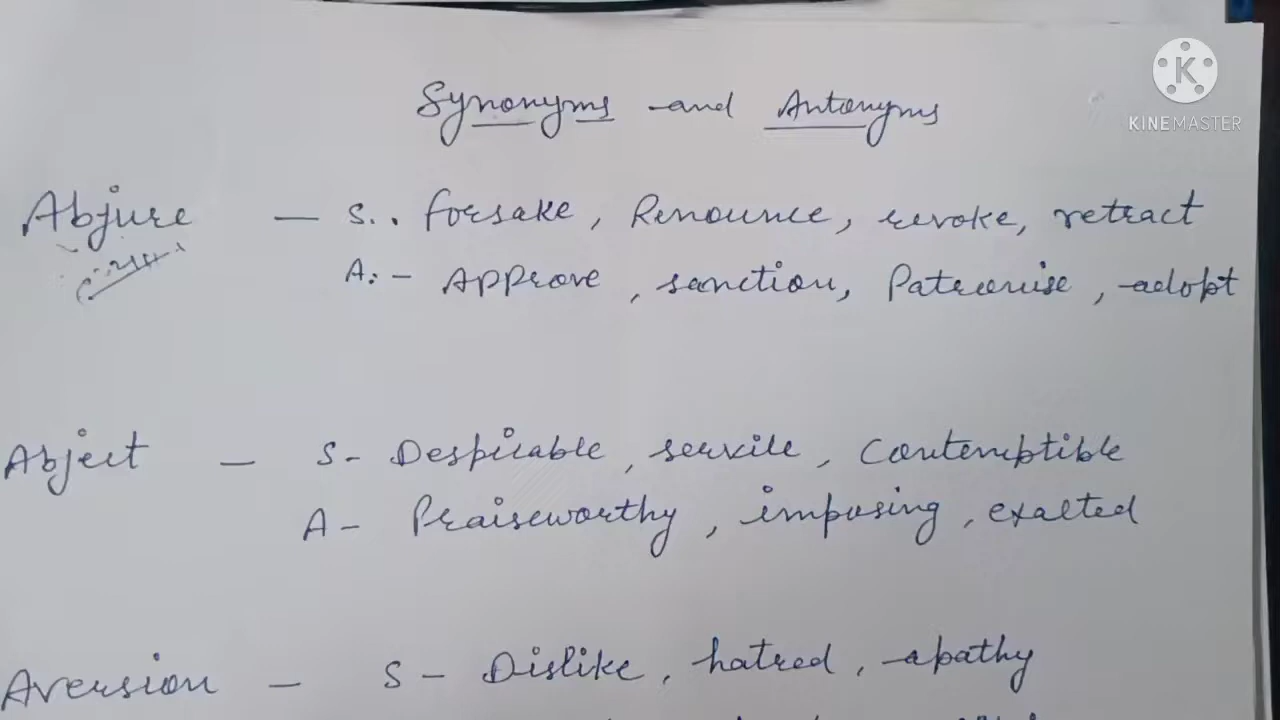 Synonyms and Antonyms
K
KINEMASTER
Abjure — S.. forsake, Renounce, revoke, retract
A:- Approve, sanction, Patronise, adopt
Abject — S- Despicable, servile, Contemptible
A- Praiseworthy, imposing, exalted
Aversion — S- Dislike, hatred, apathy